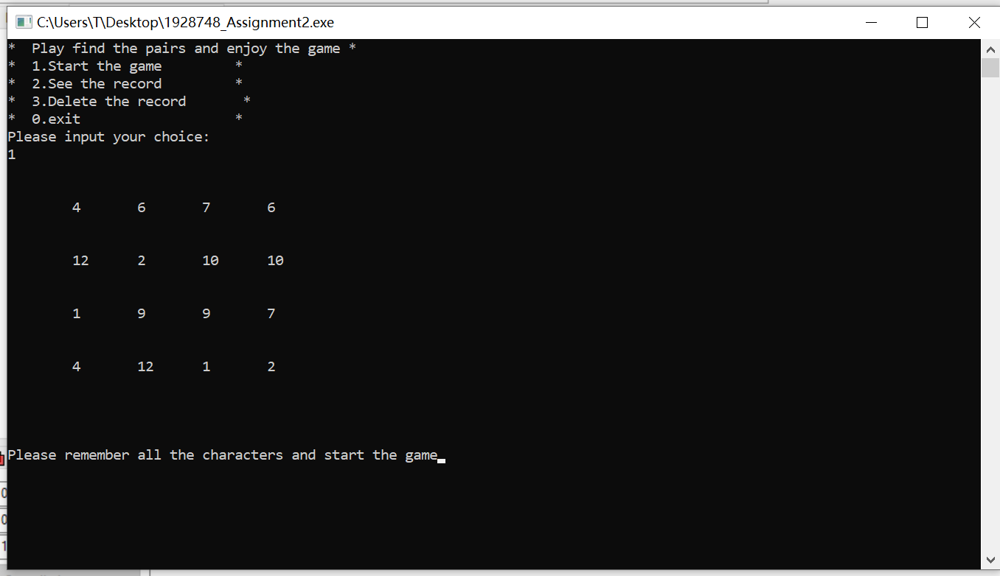 C:\Users\T\Desktop\1928748_Assignment2.exe
*  Play find the pairs and enjoy the game *
*  1.Start the game         *
*  2.See the record         *
*  3.Delete the record       *
*  0.exit                   *
Please input your choice:
1
4       6       7       6
12      2       10      10
1       9       9       7
4       12      1       2
Please remember all the characters and start the game